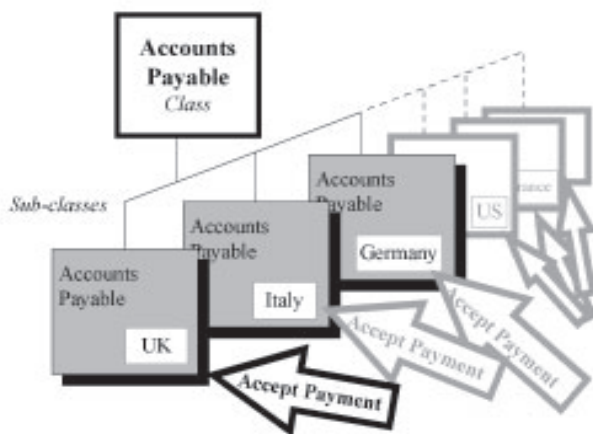 Accounts
Payable
Class
Sub-classes
Accounts
Payable
UK
Accounts
Payable
Italy
Accounts
Payable
Germany
US
Accept Payment
Accept Payment
Accept Payment